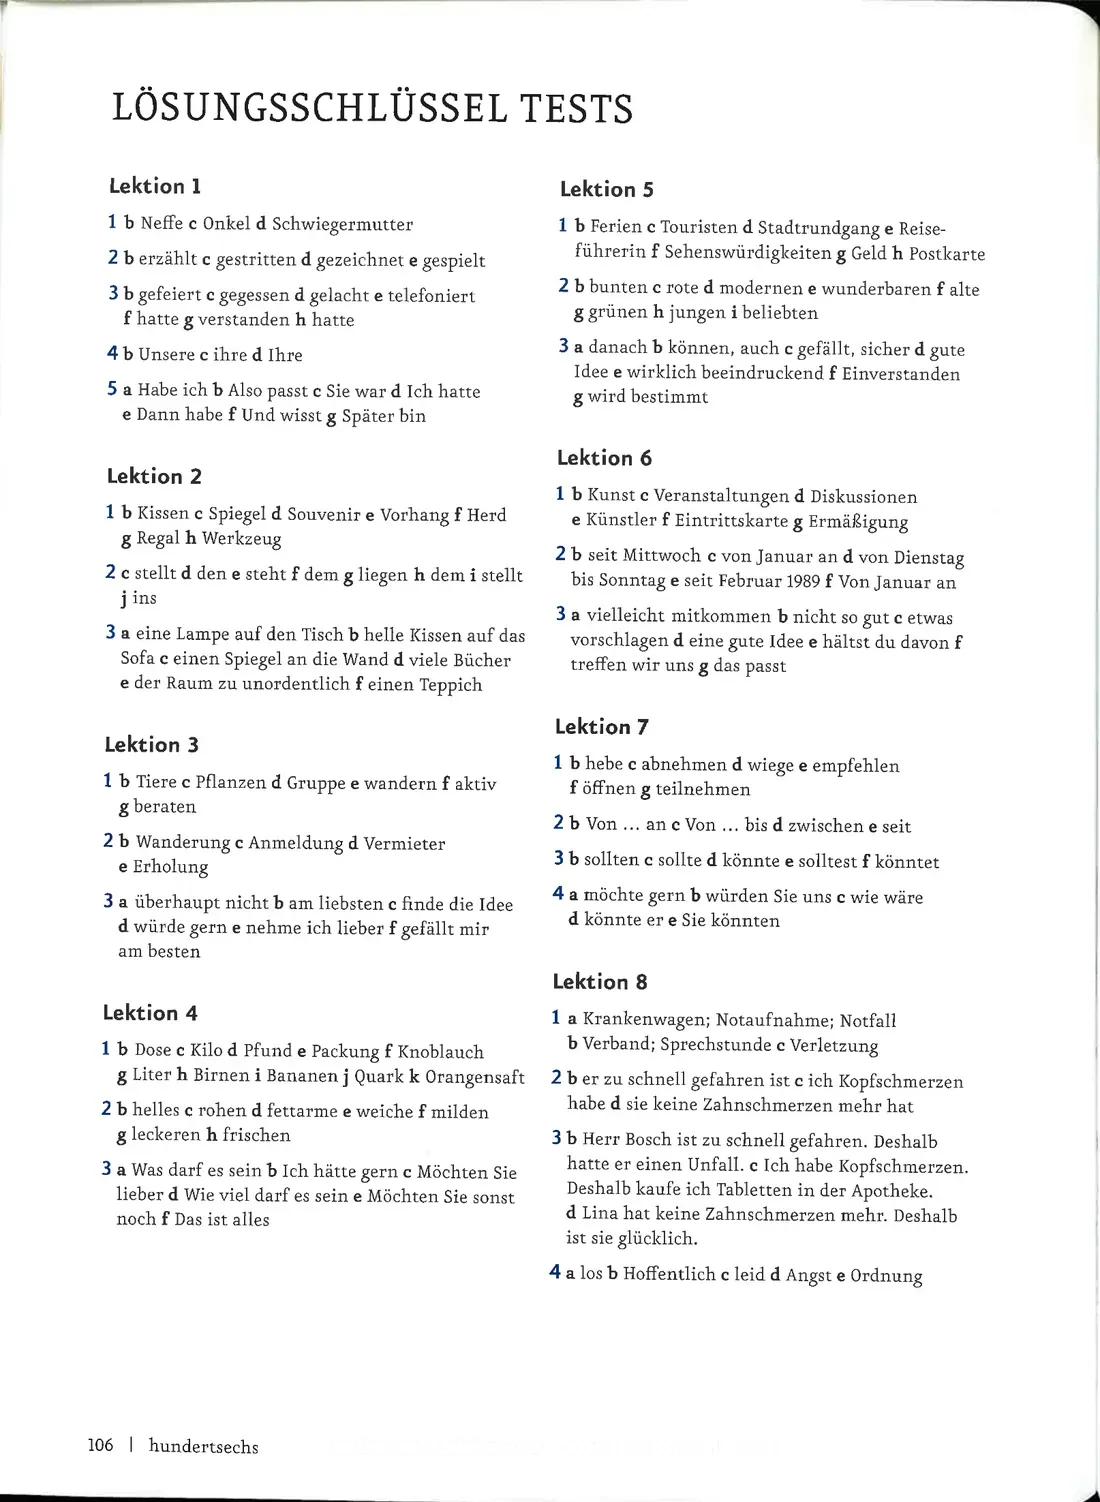 LÖSUNGSSCHLÜSSEL TESTS
Lektion 1
1 b Neffe c Onkel d Schwiegermutter
2 b erzählt c gestritten d gezeichnet e gespielt
3 b gefeiert c gegessen d gelacht e telefoniert
f hatte g verstanden h hatte
4 b Unsere c ihre d Ihre
5 a Habe ich b Also passt c Sie war d Ich hatte
e Dann habe f Und wisst g Später bin
Lektion 2
1 b Kissen c Spiegel d Souvenir e Vorhang f Herd
g Regal h Werkzeug
2 c stellt d den e steht f dem g liegen h dem i stellt
j ins
3 a eine Lampe auf den Tisch b helle Kissen auf das
Sofa c einen Spiegel an die Wand d viele Bücher
e der Raum zu unordentlich f einen Teppich
Lektion 3
1 b Tiere c Pflanzen d Gruppe e wandern f aktiv
g beraten
2 b Wanderung c Anmeldung d Vermieter
e Erholung
3 a überhaupt nicht b am liebsten c finde die Idee
d würde gern e nehme ich lieber f gefällt mir
am besten
Lektion 4
1 b Dose c Kilo d Pfund e Packung f Knoblauch
g Liter h Birnen i Bananen j Quark k Orangensaft
2 b helles c rohen d fettarme e weiche f milden
g leckeren h frischen
3 a Was darf es sein b Ich hätte gern c Möchten Sie
lieber d Wie viel darf es sein e Möchten Sie sonst
noch f Das ist alles
Lektion 5
1 b Ferien c Touristen d Stadtrundgang e Reise-
führerin f Sehenswürdigkeiten g Geld h Postkarte
2 b bunten c rote d modernen e wunderbaren f alte
g grünen h jungen i beliebten
3 a danach b können, auch c gefällt, sicher d gute
Idee e wirklich beeindruckend f Einverstanden
g wird bestimmt
Lektion 6
1 b Kunst c Veranstaltungen d Diskussionen
e Künstler f Eintrittskarte g Ermäßigung
2 b seit Mittwoch c von Januar an d von Dienstag
bis Sonntag e seit Februar 1989 f Von Januar an
3 a vielleicht mitkommen b nicht so gut c etwas
vorschlagen d eine gute Idee e hältst du davon f
treffen wir uns g das passt
Lektion 7
1 b hebe c abnehmen d wiege e empfehlen
f öffnen g teilnehmen
2 b Von ... an c Von ... bis d zwischen e seit
3 b sollten c sollte d könnte e solltest f könntet
4 a möchte gern b würden Sie uns c wie wäre
d könnte er e Sie könnten
Lektion 8
1 a Krankenwagen; Notaufnahme; Notfall
b Verband; Sprechstunde c Verletzung
2 b er zu schnell gefahren ist c ich Kopfschmerzen
habe d sie keine Zahnschmerzen mehr hat
3 b Herr Bosch ist zu schnell gefahren. Deshalb
hatte er einen Unfall. c Ich habe Kopfschmerzen.
Deshalb kaufe ich Tabletten in der Apotheke.
d Lina hat keine Zahnschmerzen mehr. Deshalb
ist sie glücklich.
4 a los b Hoffentlich c leid d Angst e Ordnung
106 | hundertsechs